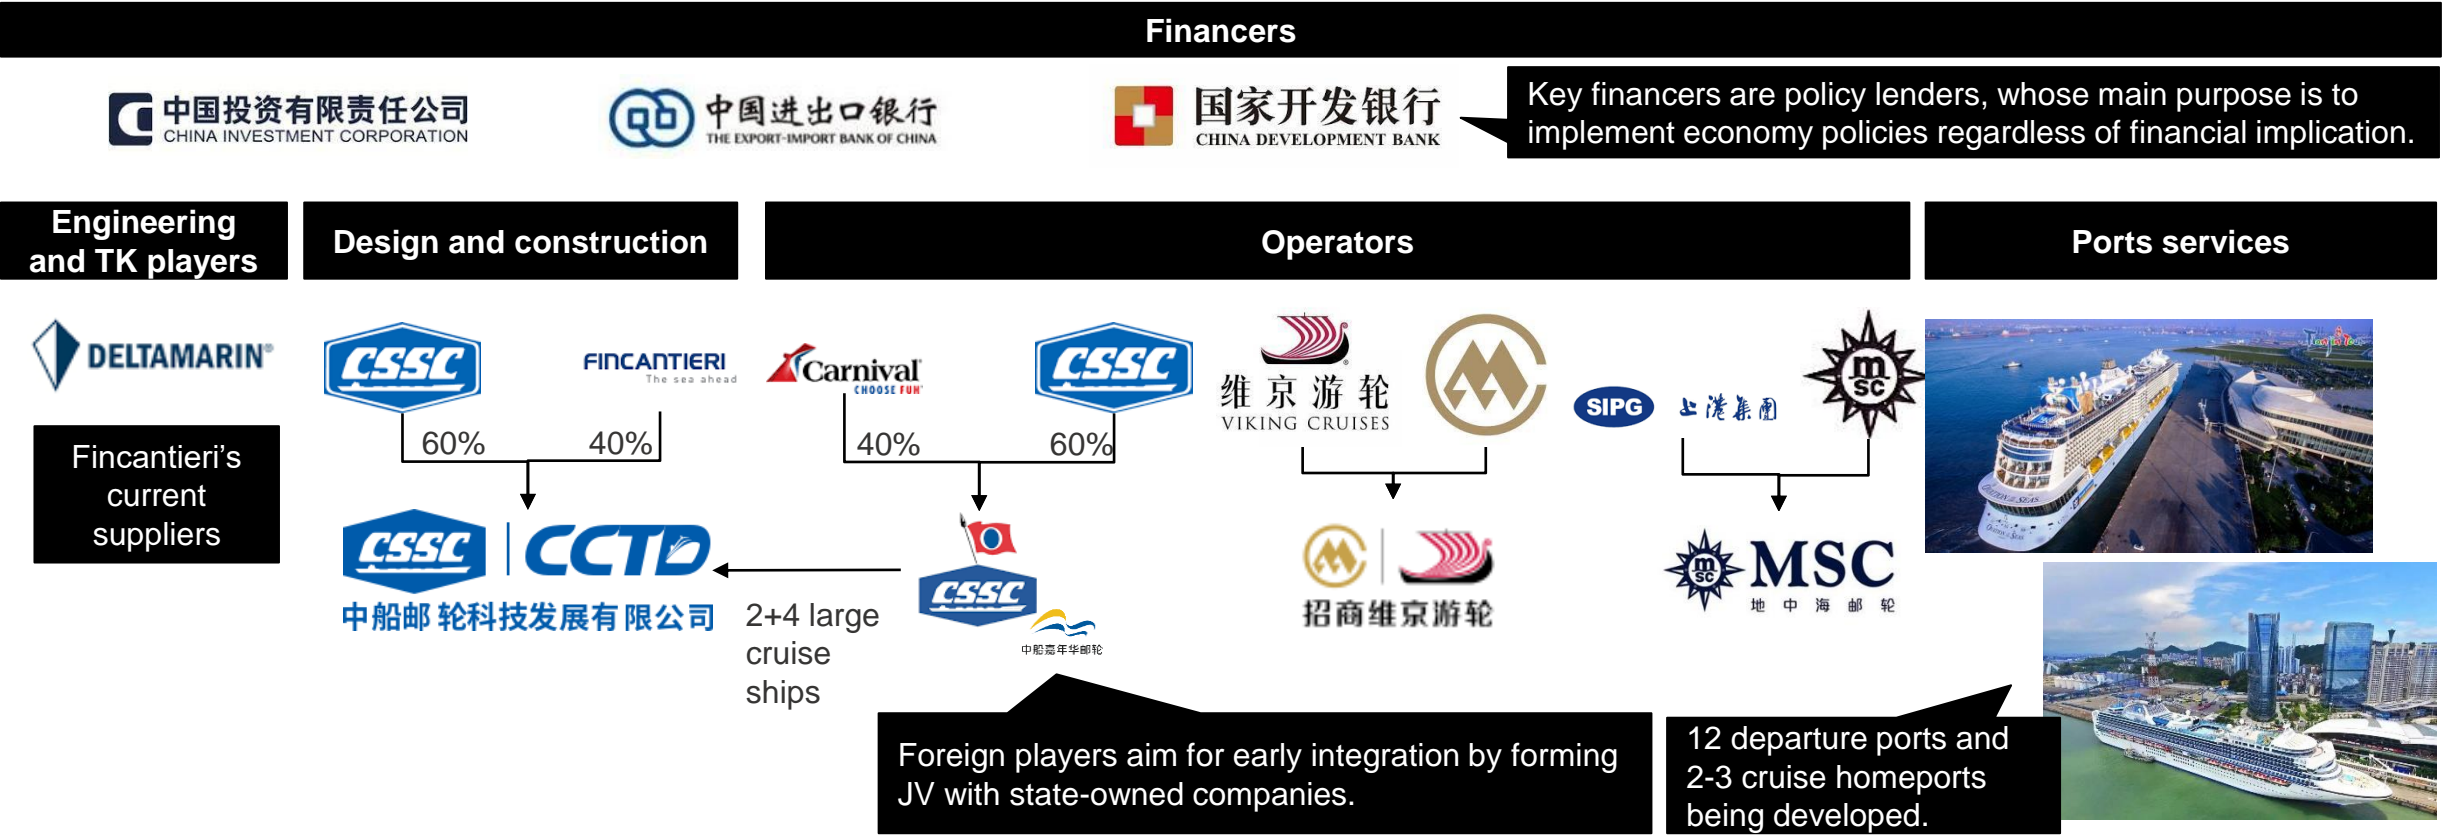 Financers
中国投资有限责任公司
CHINA INVESTMENT CORPORATION
中国进出口银行
THE EXPORT-IMPORT BANK OF CHINA
国家开发银行
CHINA DEVELOPMENT BANK
Key financers are policy lenders, whose main purpose is to
implement economy policies regardless of financial implication.
Engineering
and TK players
Design and construction
Operators
Ports services
DELTAMARIN®
Fincantieri's
current
suppliers
CSSC
FINCANTIERI
The sea ahead
60%
40%
CSSC CCTD
中船邮轮科技发展有限公司
Carnival
CHOOSE FUN
CSSC
40%
60%
2+4 large
cruise
ships
CSSC
中船嘉年华邮轮
维京游轮
VIKING CRUISES
招商维京游轮
SIPG 上港集团
msc
msc MSC
地中海邮轮
Foreign players aim for early integration by forming
JV with state-owned companies.
OVATION OF THE SEAS
12 departure ports and
2-3 cruise homeports
being developed.